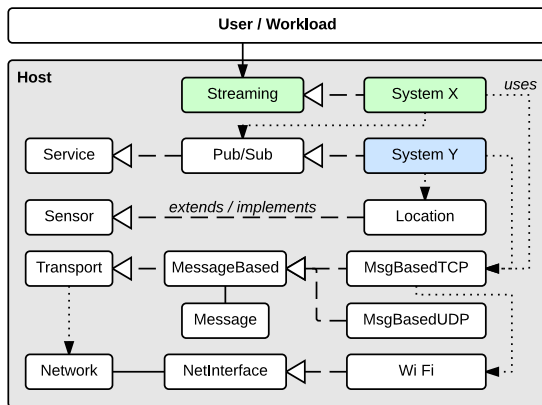 User / Workload
Host
Streaming
System X
uses
Service
Pub/Sub
System Y
Sensor
extends / implements
Location
Transport
MessageBased
MsgBasedTCP
Message
MsgBasedUDP
Network
NetInterface
Wi Fi